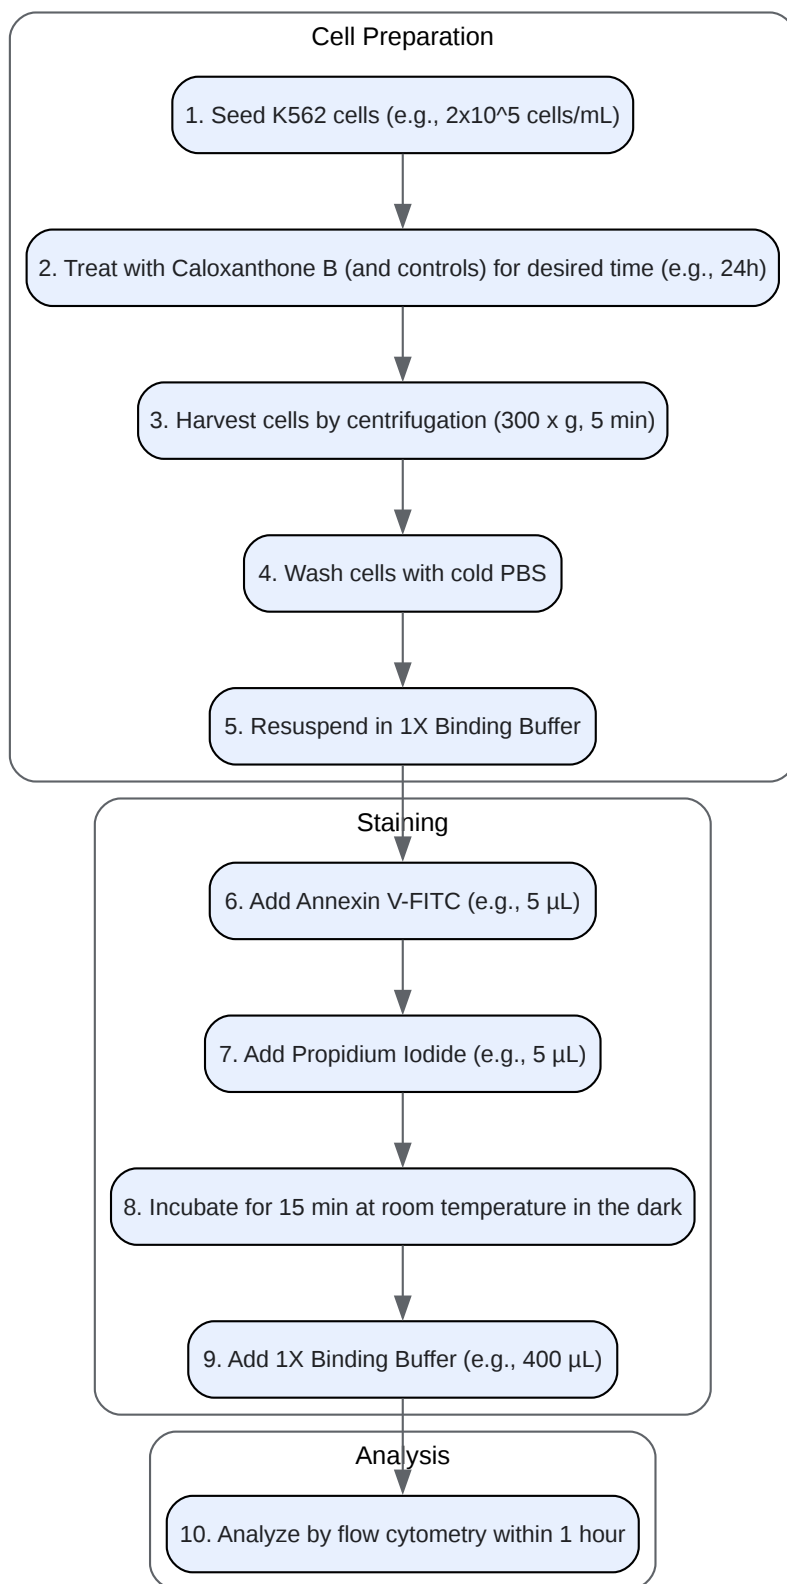 Cell Preparation
1. Seed K562 cells (e.g., 2x10^5 cells/mL)
2. Treat with Caloxanthone B (and controls) for desired time (e.g., 24h)
3. Harvest cells by centrifugation (300 x g, 5 min)
4. Wash cells with cold PBS
5. Resuspend in 1X Binding Buffer
Staining
6. Add Annexin V-FITC (e.g., 5 µL)
7. Add Propidium Iodide (e.g., 5 µL)
8. Incubate for 15 min at room temperature in the dark
9. Add 1X Binding Buffer (e.g., 400 µL)
Analysis
10. Analyze by flow cytometry within 1 hour